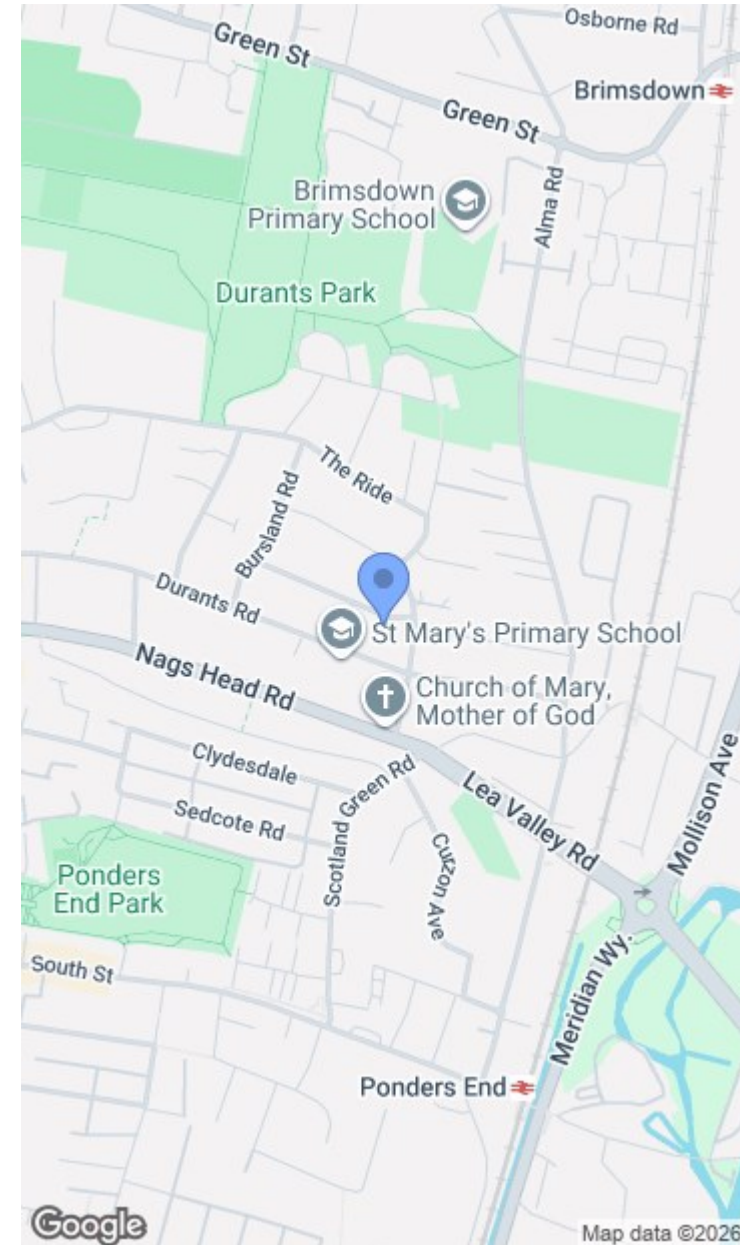 Osborne Rd
Green St
Brimsdown
Green St
Brimsdown
Primary School
Alma Rd
Durants Park
The Ride
Bursland Rd
Durants Rd
St Mary's Primary School
Nags Head Rd
Church of Mary,
Mother of God
Clydesdale
Scotland Green Rd
Lea Valley Rd
Mollison Ave
Sedcote Rd
Curzon Ave
Ponders
End Park
South St
Meridian Wy.
Ponders End
Google
Map data ©2026